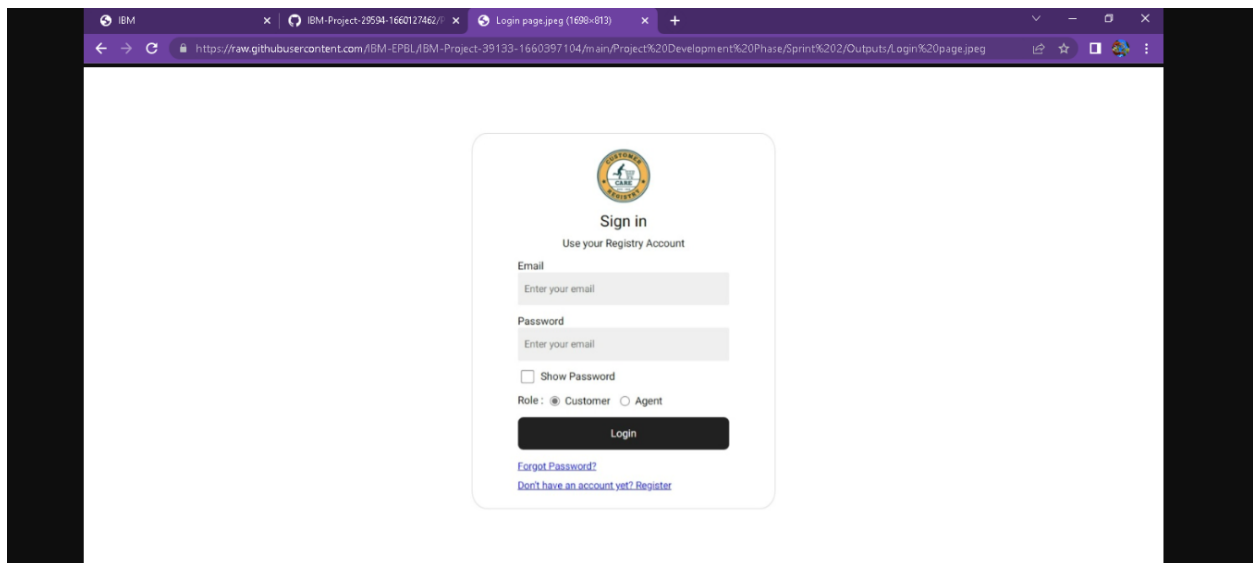 IBM
IBM-Project-29594-1660127462/P
Login page.jpeg (1698×813)
https://raw.githubusercontent.com/IBM-EPBL/IBM-Project-39133-1660397104/main/Project%20Development%20Phase/Sprint%202/Outputs/Login%20page.jpeg
CUSTOMER
CARE
REGISTRY
Sign in
Use your Registry Account
Email
Enter your email
Password
Enter your email
Show Password
Role : Customer Agent
Login
Forgot Password?
Don't have an account yet? Register